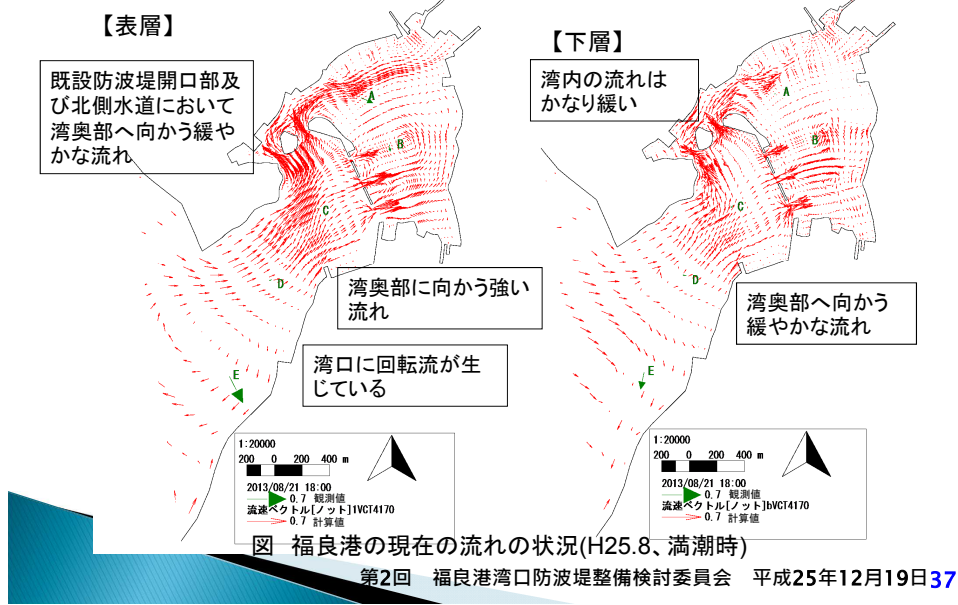 【表層】
既設防波堤開口部及
び北側水道において
湾奥部へ向かう緩や
かな流れ
A
B
C
D
E
湾奥部に向かう強い
流れ
湾口に回転流が生
じている
1:20000
200 0 200 400 m
2013/08/21 18:00
0.7 観測値
流速ベクトル[ノット]1VCT4170
0.7 計算値
【下層】
湾内の流れは
かなり緩い
A
B
C
D
E
湾奥部へ向かう
緩やかな流れ
1:20000
200 0 200 400 m
2013/08/21 18:00
0.7 観測値
流速ベクトル[ノット]bVCT4170
0.7 計算値
図 福良港の現在の流れの状況(H25.8、満潮時)
第2回 福良港湾口防波堤整備検討委員会 平成25年12月19日 37